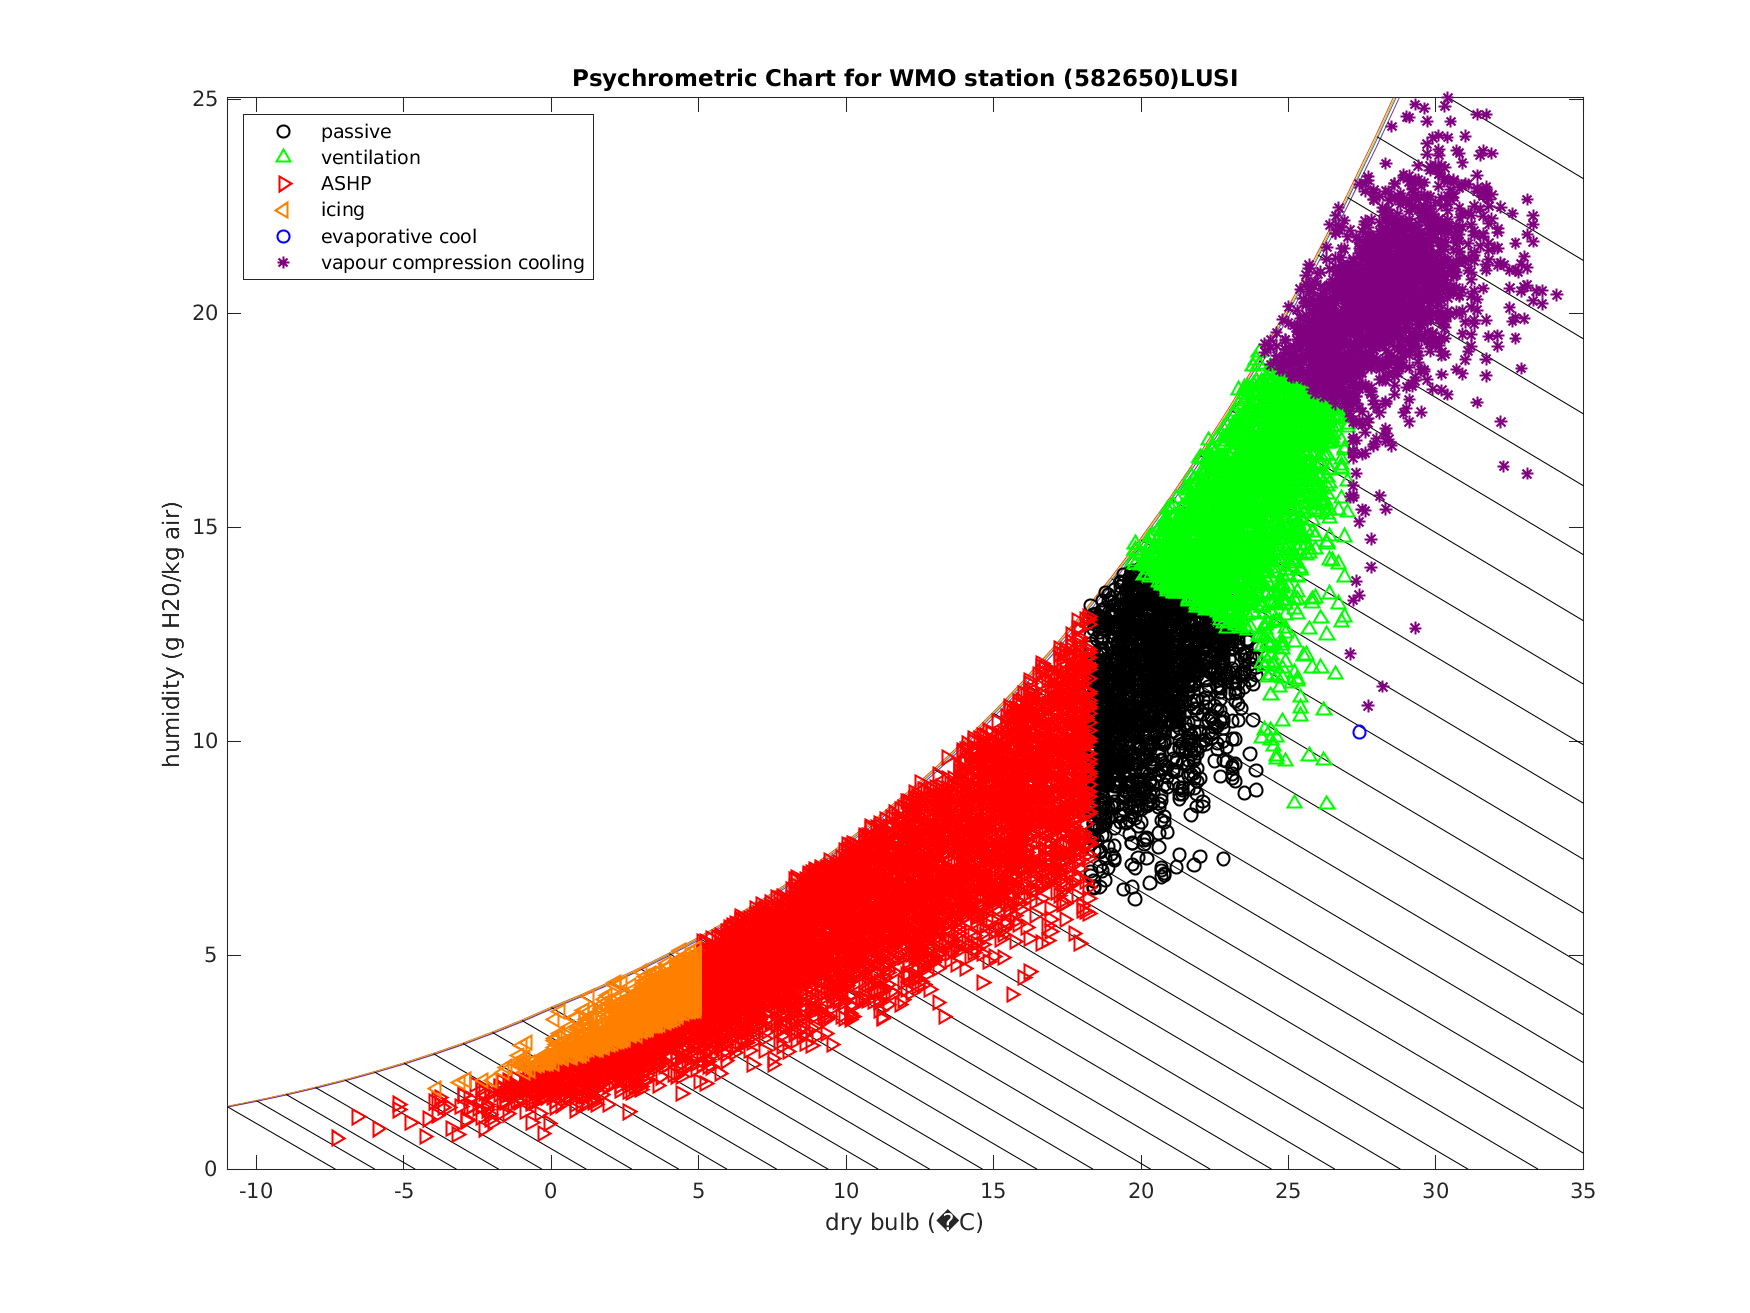 Psychrometric Chart for WMO station (582650)LUSI
passive
ventilation
ASHP
icing
evaporative cool
vapour compression cooling
humidity (g H20/kg air)
25
20
15
10
5
0
-10 -5 0 5 10 15 20 25 30 35
dry bulb (�C)